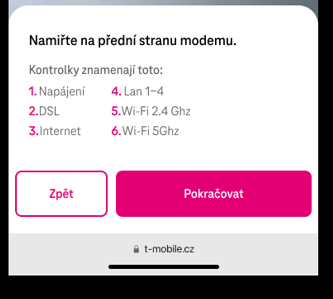 Namiřte na přední stranu modemu.
Kontrolky znamenají toto:
1. Napájení
2.DSL
3.Internet
4. Lan 1–4
5.Wi-Fi 2.4 Ghz
6.Wi-Fi 5Ghz
Zpět
Pokračovat
t-mobile.cz